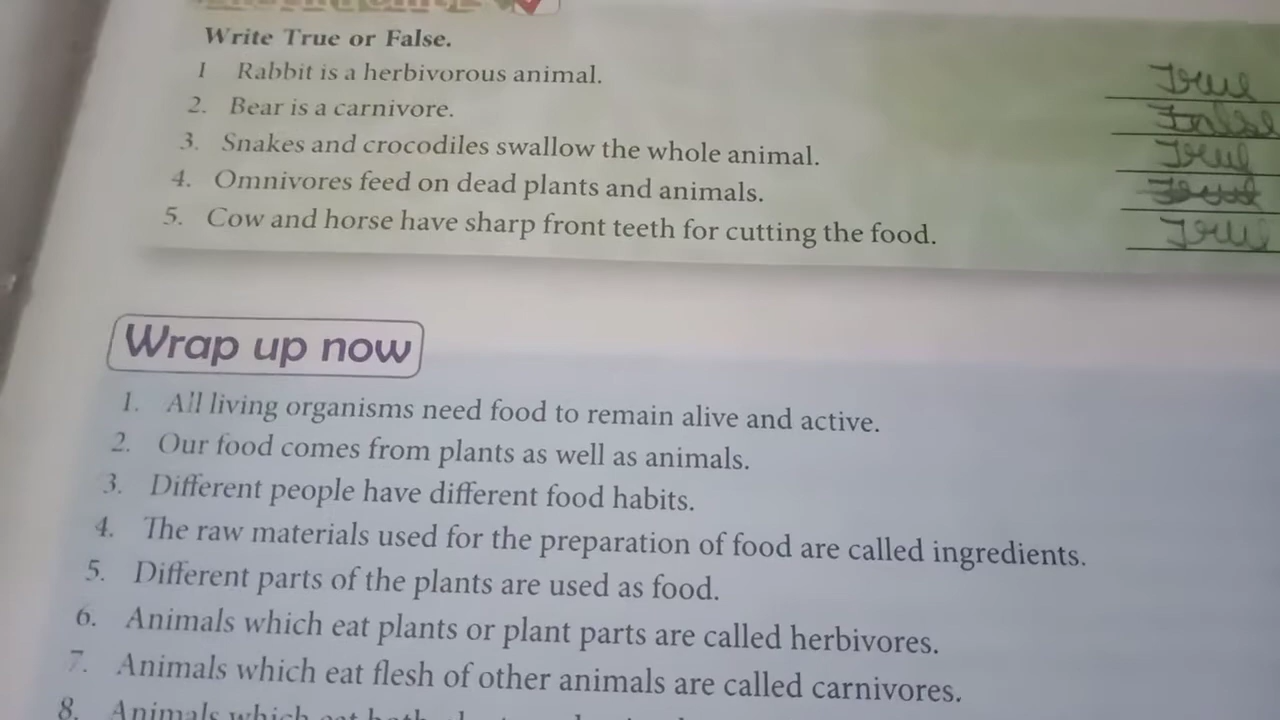 Write True or False.
1 Rabbit is a herbivorous animal. True
2. Bear is a carnivore. False
3. Snakes and crocodiles swallow the whole animal. True
4. Omnivores feed on dead plants and animals.
5. Cow and horse have sharp front teeth for cutting the food. True
Wrap up now
1. All living organisms need food to remain alive and active.
2. Our food comes from plants as well as animals.
3. Different people have different food habits.
4. The raw materials used for the preparation of food are called ingredients.
5. Different parts of the plants are used as food.
6. Animals which eat plants or plant parts are called herbivores.
7. Animals which eat flesh of other animals are called carnivores.
8. Animals which eat both